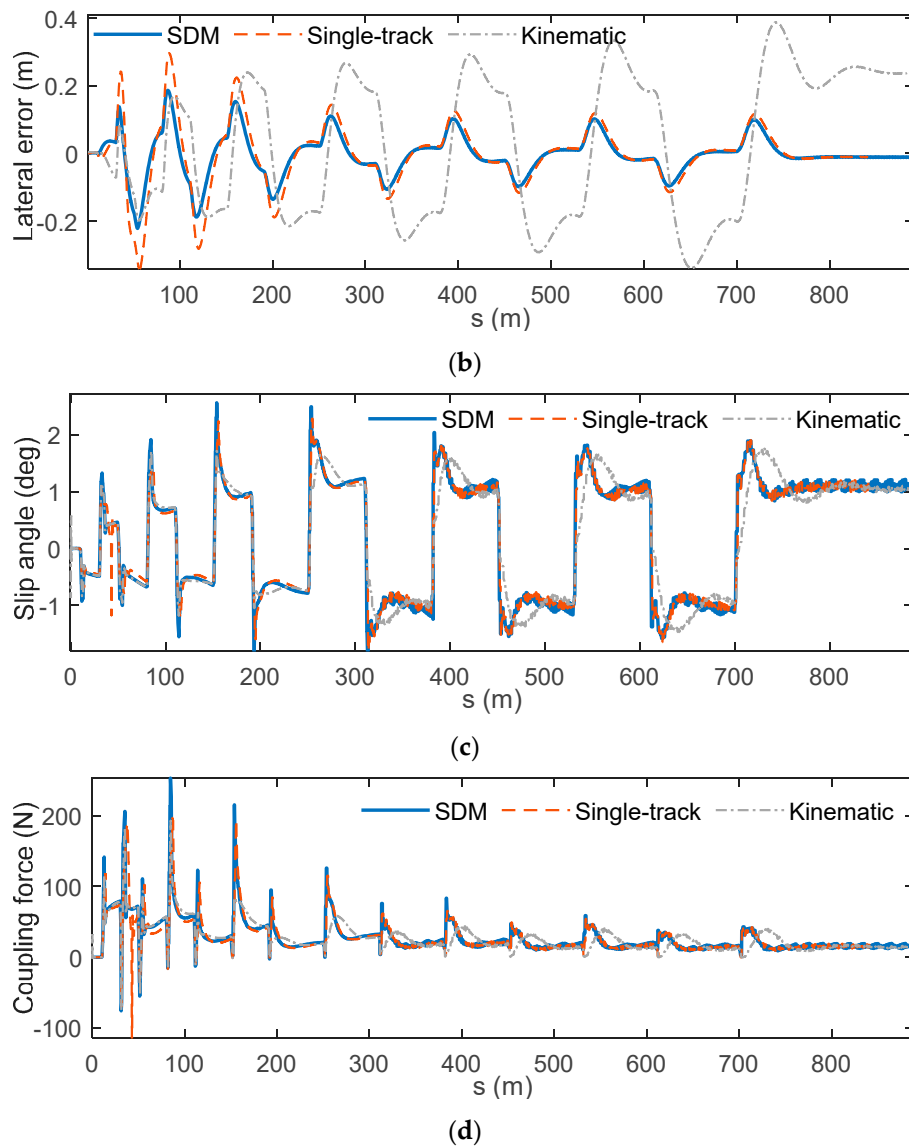 0.4
SDM Single-track Kinematic
0.2
0
-0.2
Lateral error (m)
100 200 300 400 500 600 700 800
s (m)
(b)
SDM Single-track Kinematic
2
1
0
-1
Slip angle (deg)
0 100 200 300 400 500 600 700 800
s (m)
(c)
SDM Single-track Kinematic
200
100
0
-100
Coupling force (N)
0 100 200 300 400 500 600 700 800
s (m)
(d)